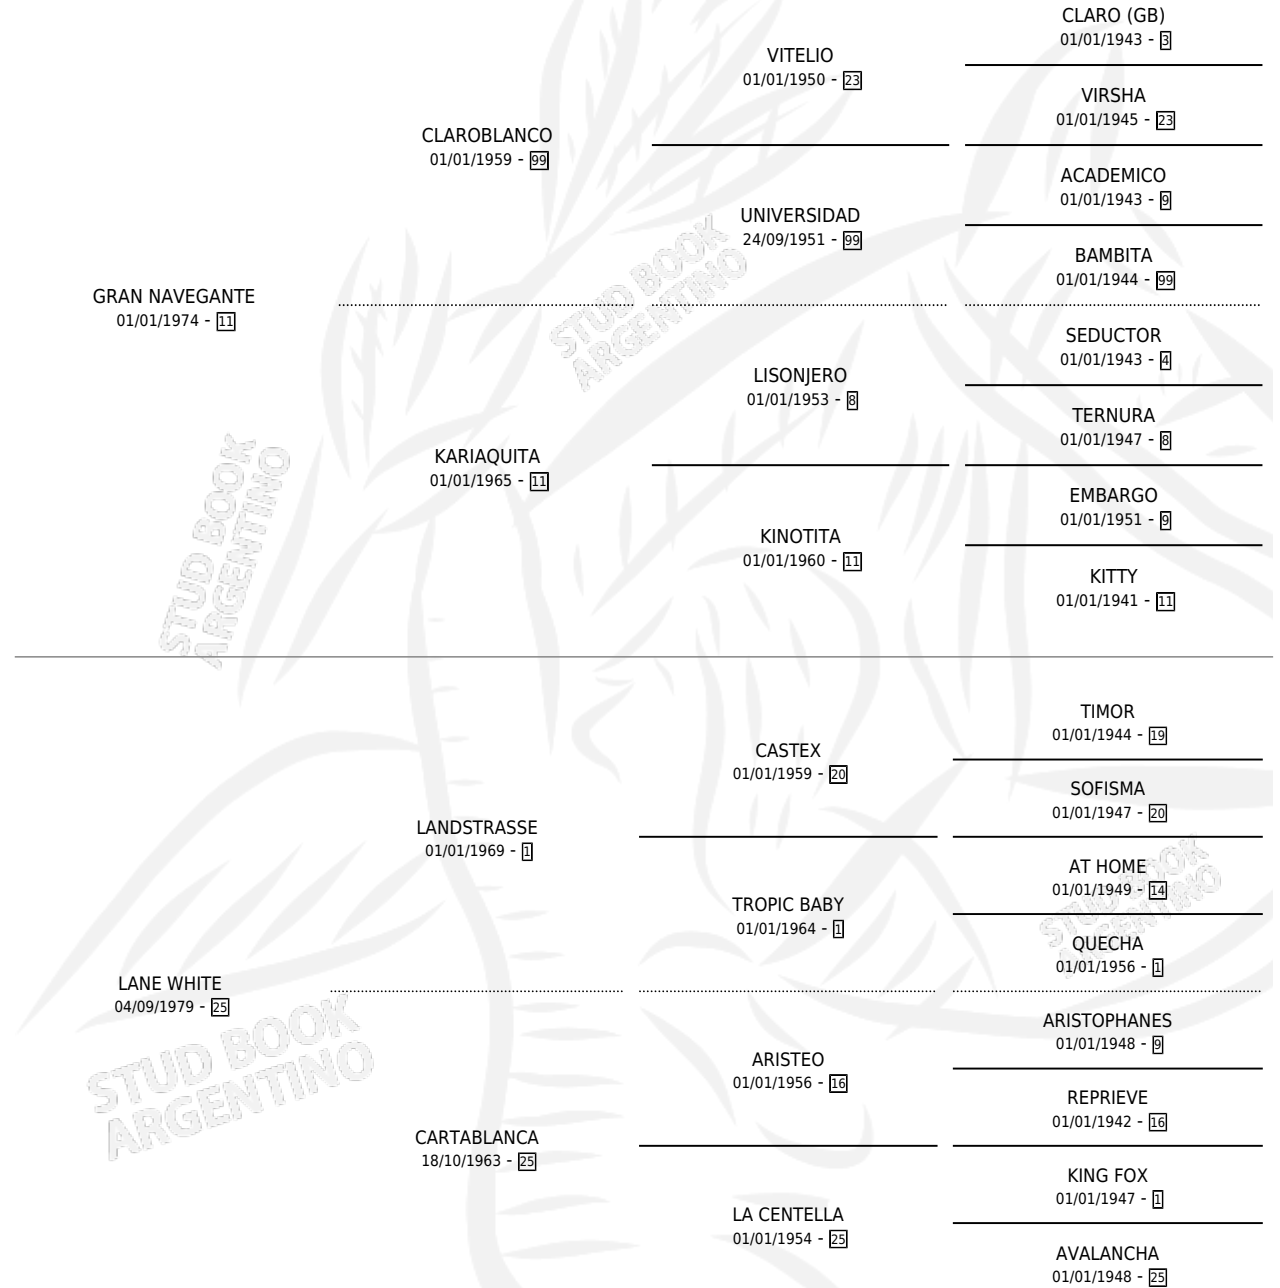 CLARO (GB)
01/01/1943 - 3
VITELIO
01/01/1950 - 23
VIRSHA
01/01/1945 - 23
CLAROBLANCO
01/01/1959 - 99
ACADEMICO
01/01/1943 - 9
UNIVERSIDAD
24/09/1951 - 99
BAMBITA
01/01/1944 - 99
GRAN NAVEGANTE
01/01/1974 - 11
STUD BOOK
ARGENTINO
SEDUCTOR
01/01/1943 - 4
LISONJERO
01/01/1953 - 8
TERNURA
01/01/1947 - 8
KARIAQUITA
01/01/1965 - 11
EMBARGO
01/01/1951 - 9
KINOTITA
01/01/1960 - 11
KITTY
01/01/1941 - 11
STUD BOOK
ARGENTINO
TIMOR
01/01/1944 - 19
CASTEX
01/01/1959 - 20
SOFISMA
01/01/1947 - 20
LANDSTRASSE
01/01/1969 - 1
AT HOME
01/01/1949 - 14
TROPIC BABY
01/01/1964 - 1
QUECHA
01/01/1956 - 1
STUD BOOK
ARGENTINO
LANE WHITE
04/09/1979 - 25
ARISTOPHANES
01/01/1948 - 9
ARISTEO
01/01/1956 - 16
REPRIEVE
01/01/1942 - 16
STUD BOOK
ARGENTINO
CARTABLANCA
18/10/1963 - 25
KING FOX
01/01/1947 - 1
LA CENTELLA
01/01/1954 - 25
AVALANCHA
01/01/1948 - 25